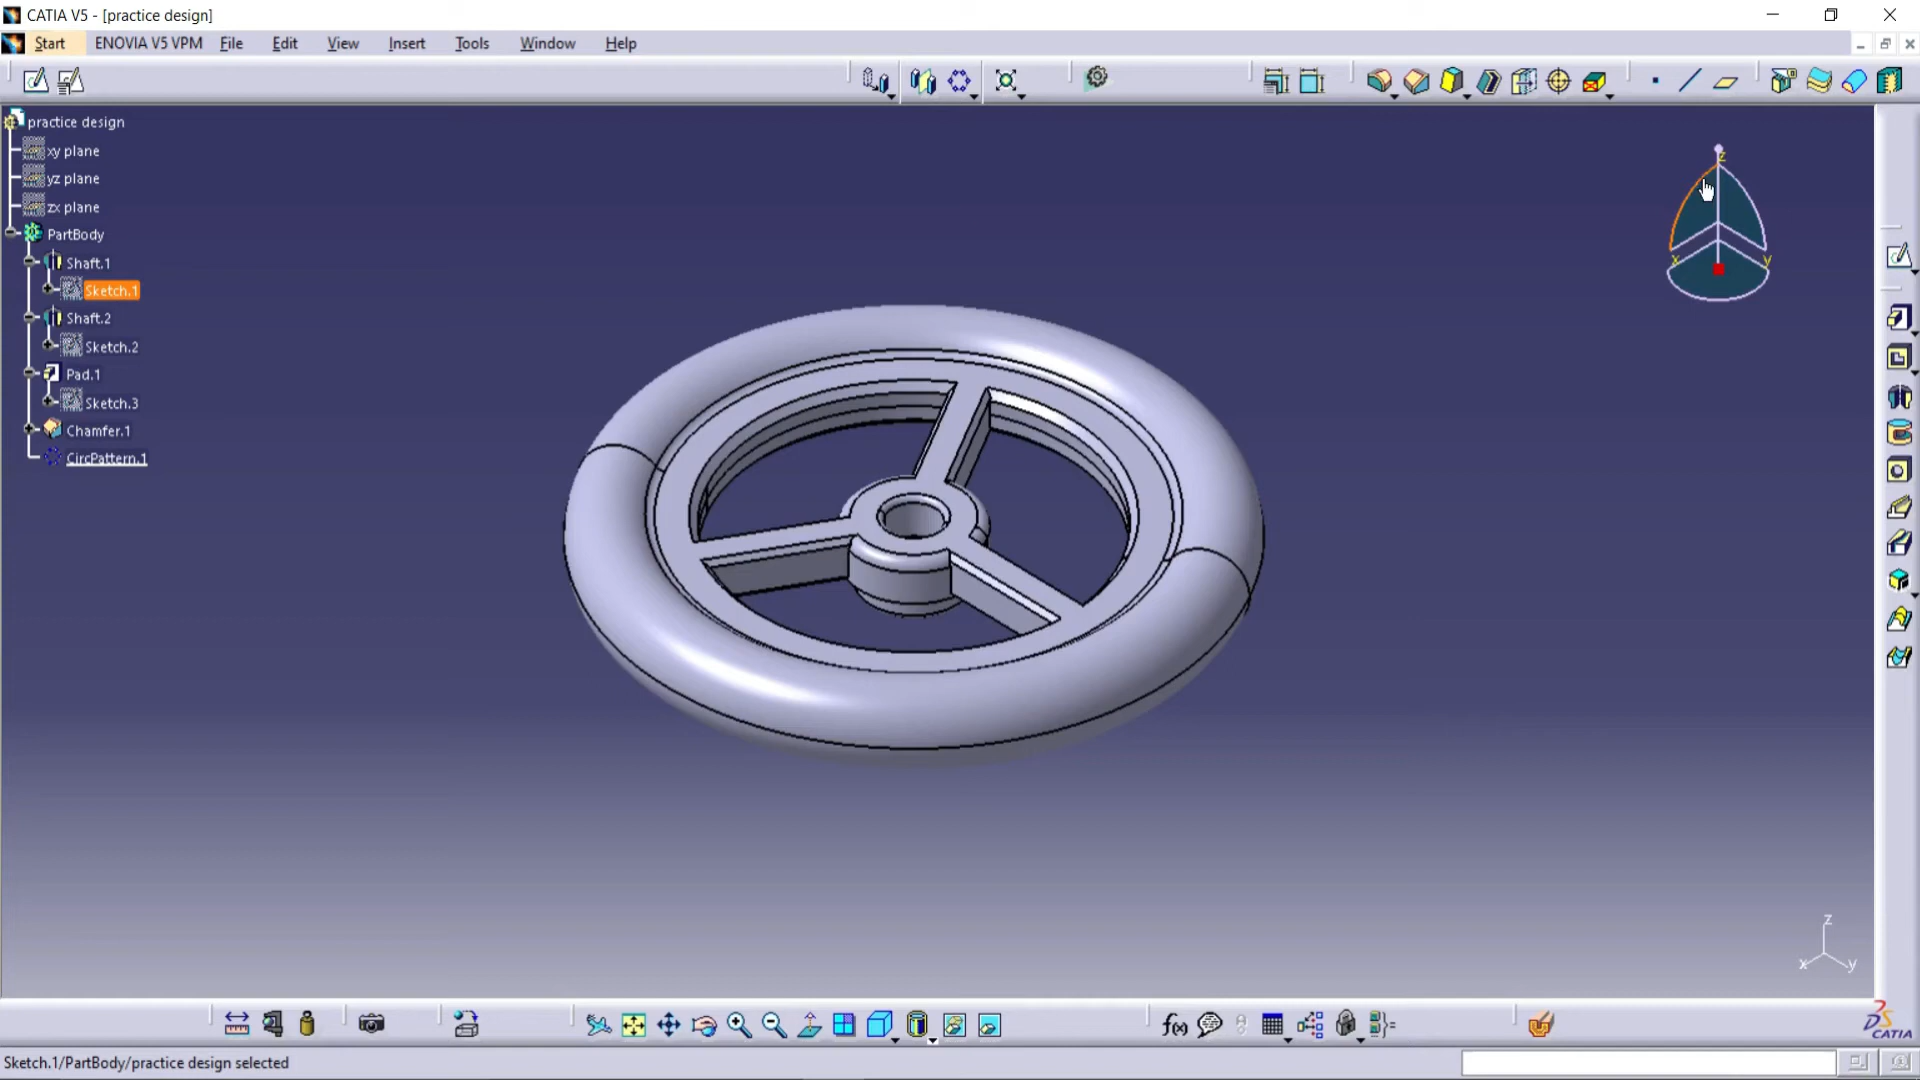 CATIA V5 - [practice design]
Start ENOVIA V5 VPM File Edit View Insert Tools Window Help
practice design
xy plane
yz plane
zx plane
PartBody
Shaft.1
Sketch.1
Shaft.2
Sketch.2
Pad.1
Sketch.3
Chamfer.1
CircPattern.1
z
x
y
z
x
y
f(x)
DS
CATIA
Sketch.1/PartBody/practice design selected